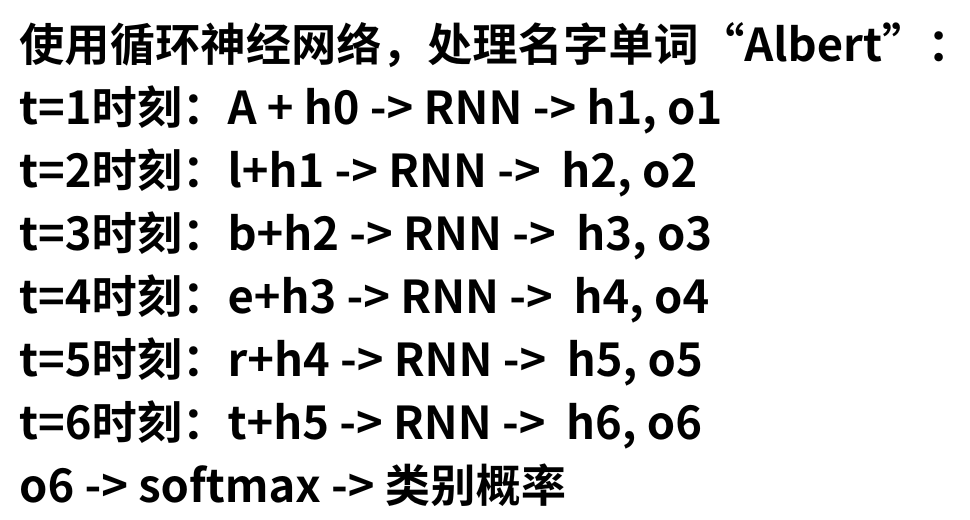 使用循环神经网络，处理名字单词“Albert”：
t=1时刻：A + h0 -> RNN -> h1, o1
t=2时刻：l+h1 -> RNN ->  h2, o2
t=3时刻：b+h2 -> RNN ->  h3, o3
t=4时刻：e+h3 -> RNN ->  h4, o4
t=5时刻：r+h4 -> RNN ->  h5, o5
t=6时刻：t+h5 -> RNN ->  h6, o6
o6 -> softmax -> 类别概率